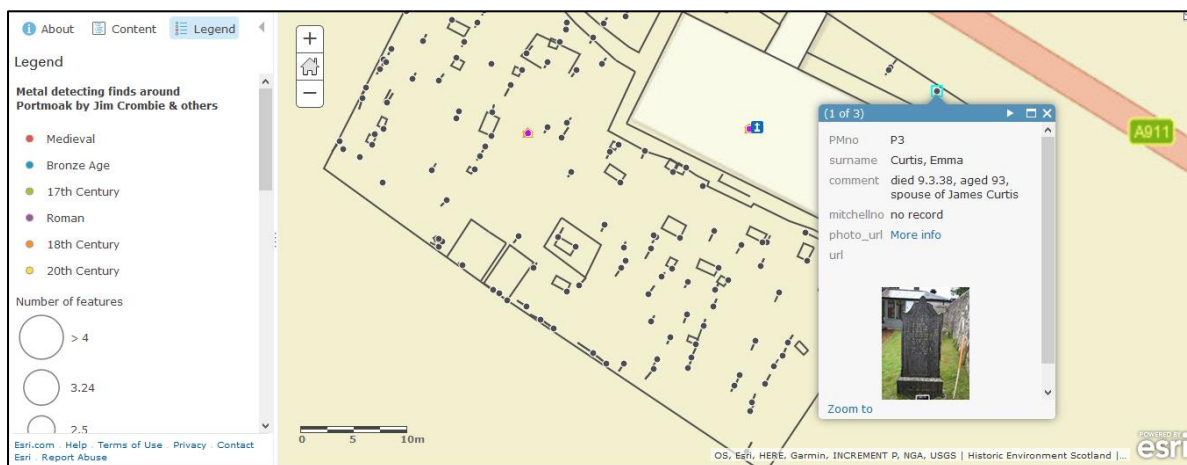 About Content Legend
Legend
Metal detecting finds around
Portmoak by Jim Crombie & others
Medieval
Bronze Age
17th Century
Roman
18th Century
20th Century
Number of features
> 4
3.24
2.5
Esri.com . Help . Terms of Use . Privacy . Contact
Esri . Report Abuse
+
−
0 5 10m
A911
(1 of 3)
PMno P3
surname Curtis, Emma
comment died 9.3.38, aged 93,
spouse of James Curtis
mitchellno no record
photo_url More info
url
Zoom to
OS, Esri, HERE, Garmin, INCREMENT P, NGA, USGS | Historic Environment Scotland |...
POWERED BY
esri